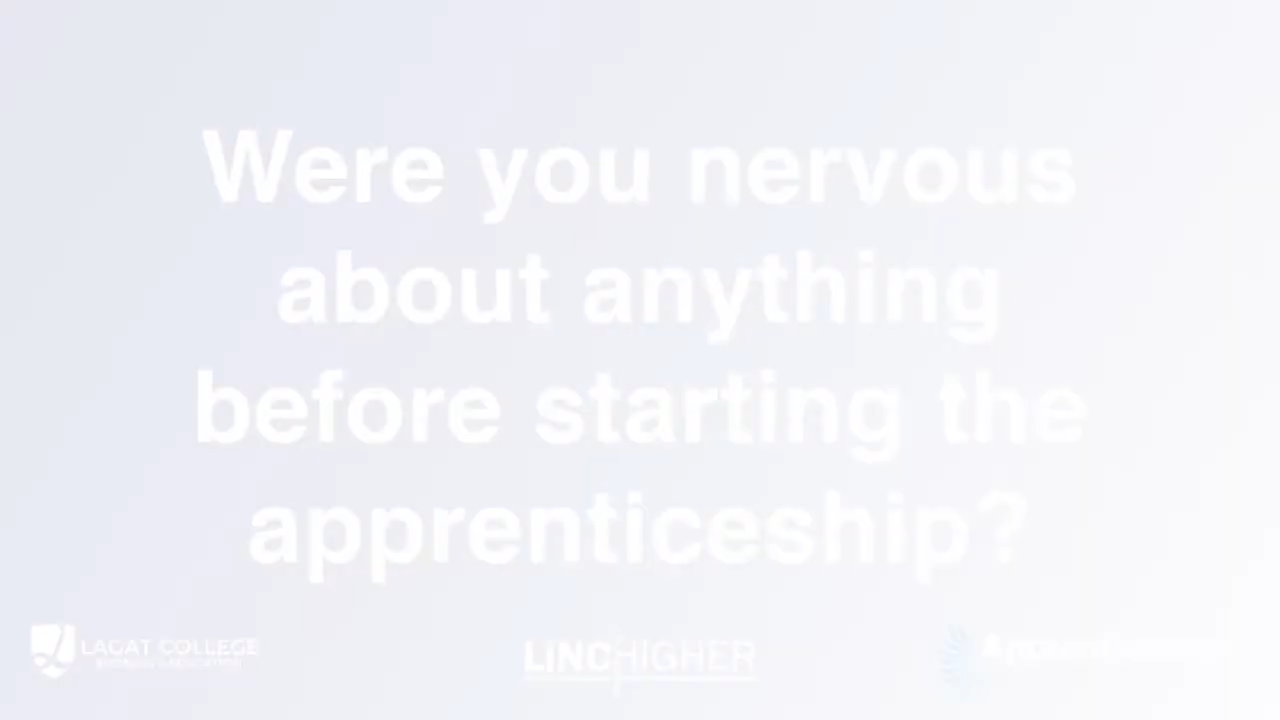 Were you nervous
about anything
before starting the
apprenticeship?
LAGAT COLLEGE
LINCHIGHER